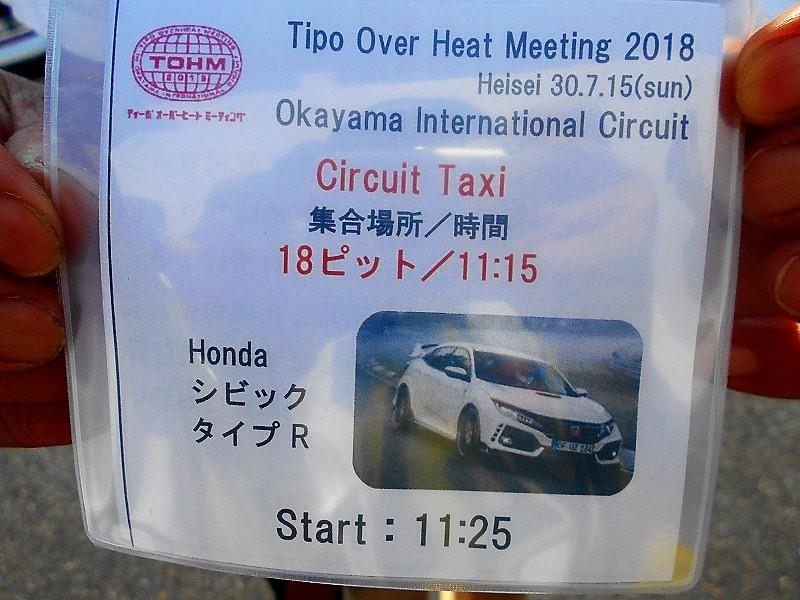 TOHM
2018
ティーポ オーバーヒート ミーティング
Tipo Over Heat Meeting 2018
Heisei 30.7.15(sun)
Okayama International Circuit
Circuit Taxi
集合場所／時間
18ピット／11:15
Honda
シビック
タイプR
Start：11:25